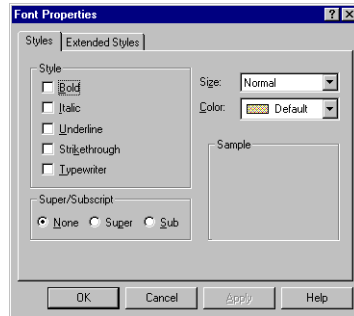 Font Properties
Styles Extended Styles
Style
Bold
Italic
Underline
Strikethrough
Typewriter
Size: Normal
Color: Default
Sample
Super/Subscript
None Super Sub
OK Cancel Apply Help